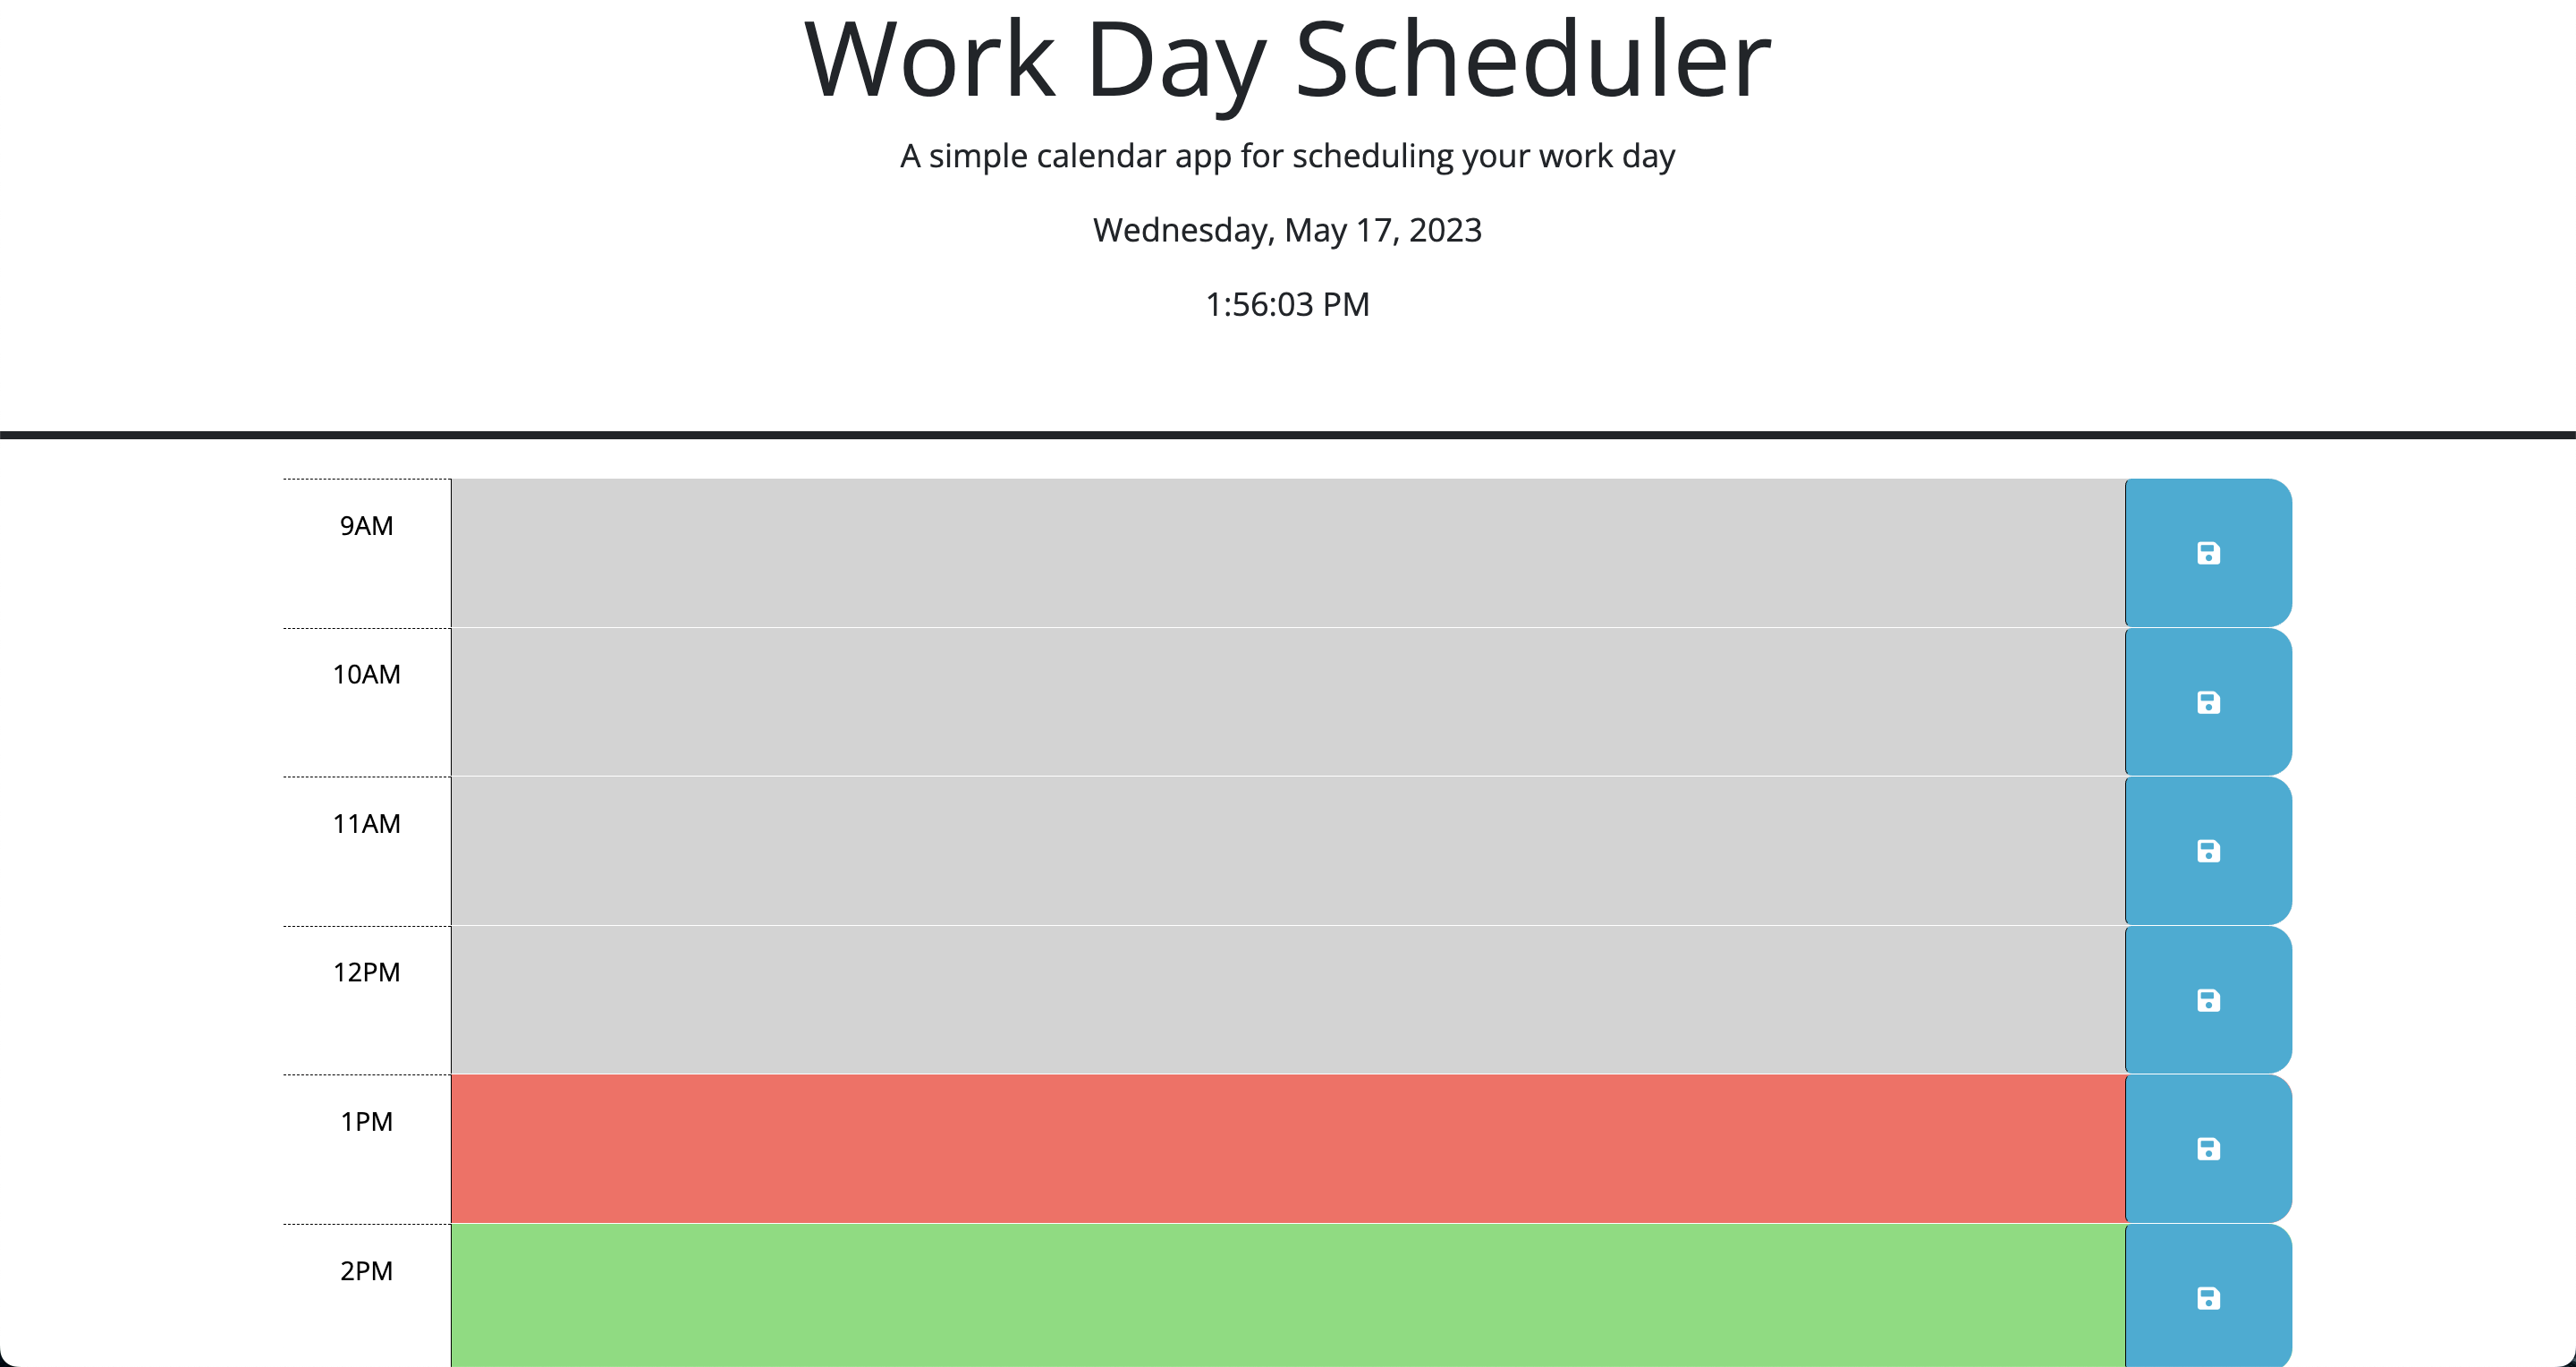 Work Day Scheduler
A simple calendar app for scheduling your work day
Wednesday, May 17, 2023
1:56:03 PM
9AM
10AM
11AM
12PM
1PM
2PM